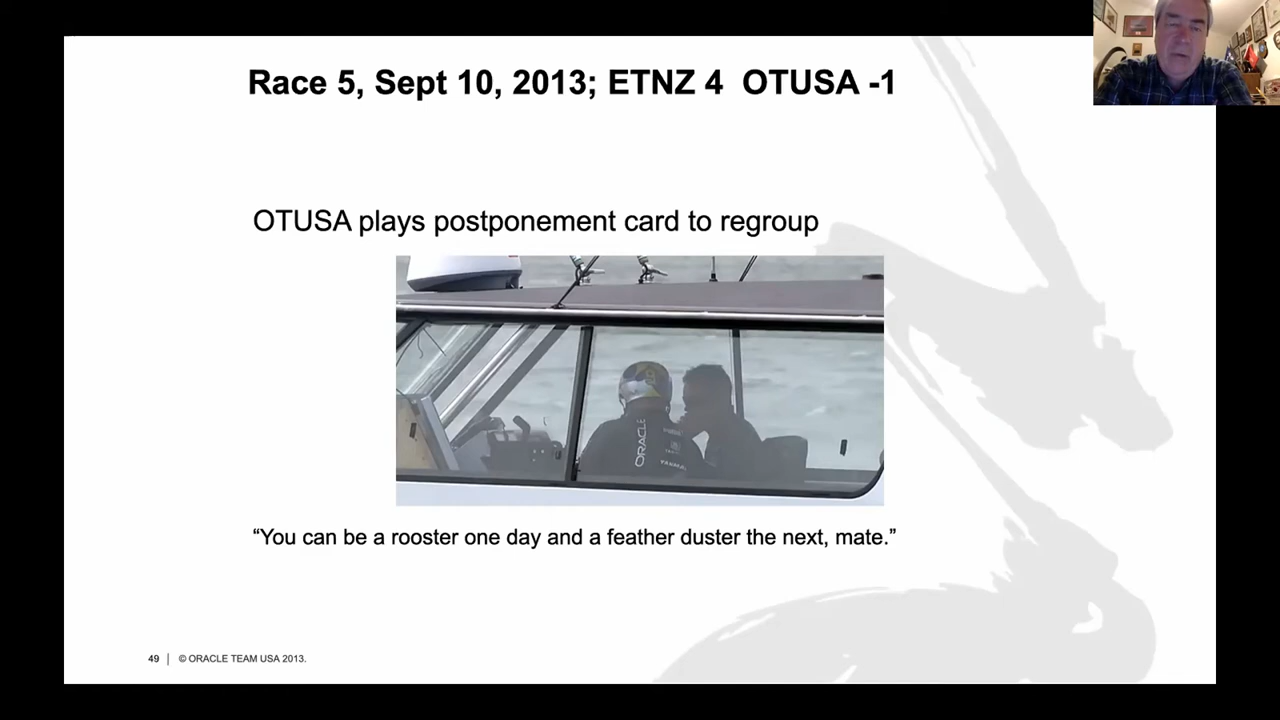 Race 5, Sept 10, 2013; ETNZ 4 OTUSA -1
OTUSA plays postponement card to regroup
ORACLE
“You can be a rooster one day and a feather duster the next, mate.”
49 | © ORACLE TEAM USA 2013.